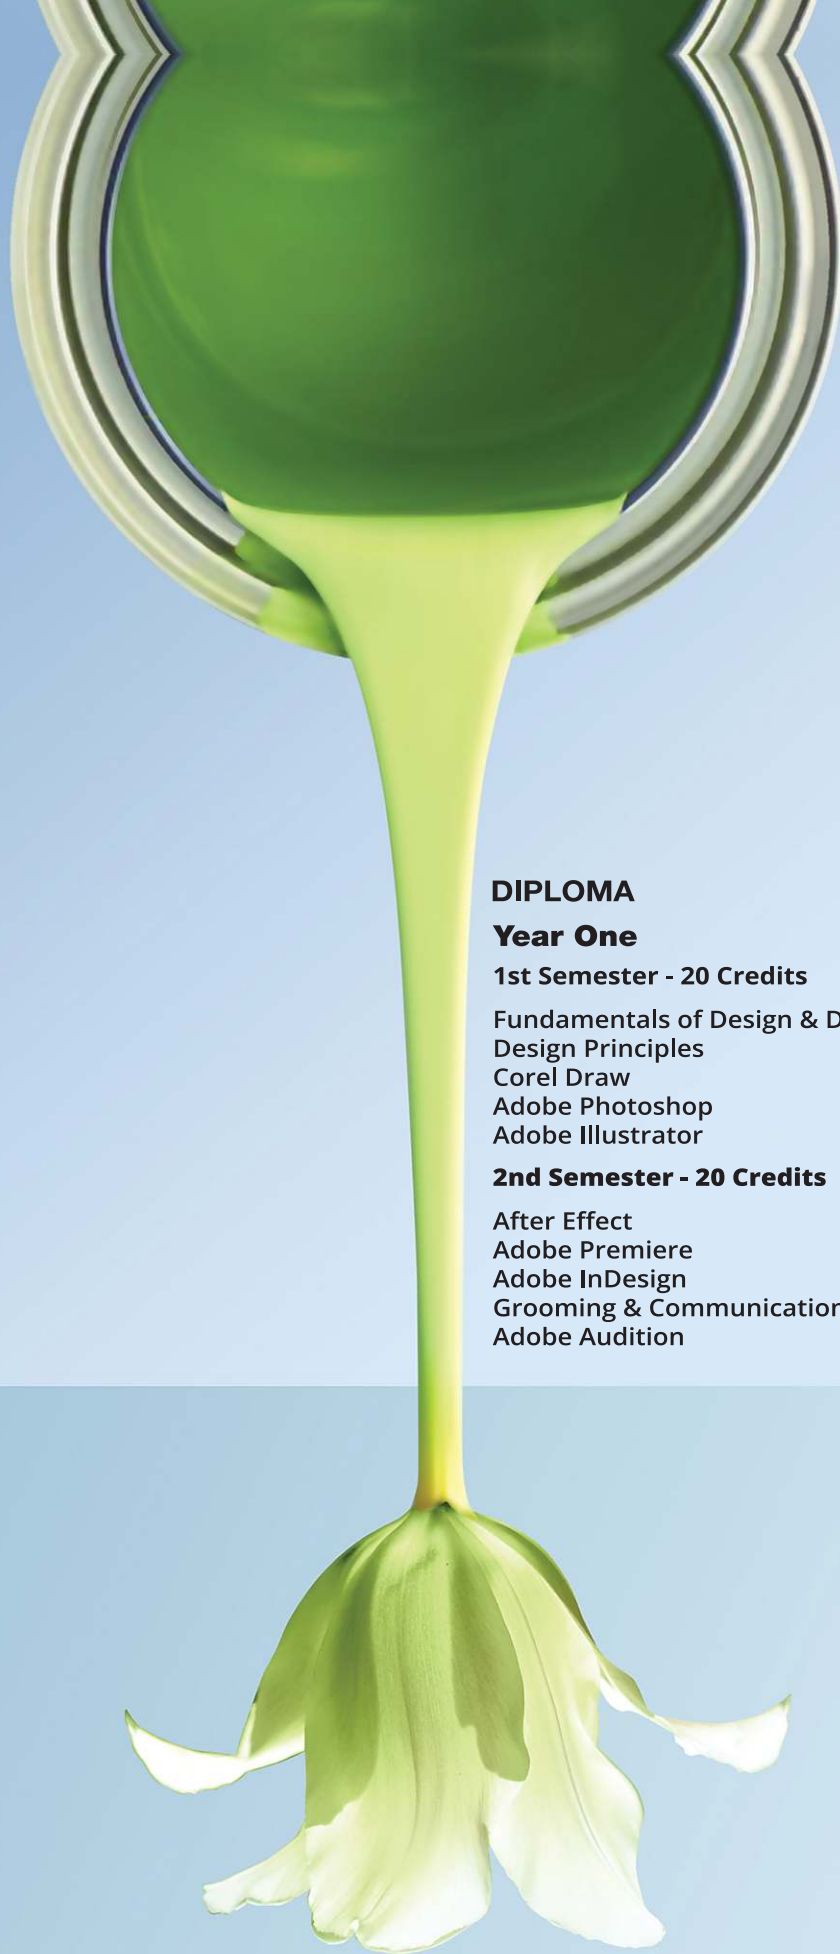 DIPLOMA
Year One
1st Semester - 20 Credits
Fundamentals of Design &
Design Principles
Corel Draw
Adobe Photoshop
Adobe Illustrator
2nd Semester - 20 Credits
After Effect
Adobe Premiere
Adobe InDesign
Grooming & Communication
Adobe Audition